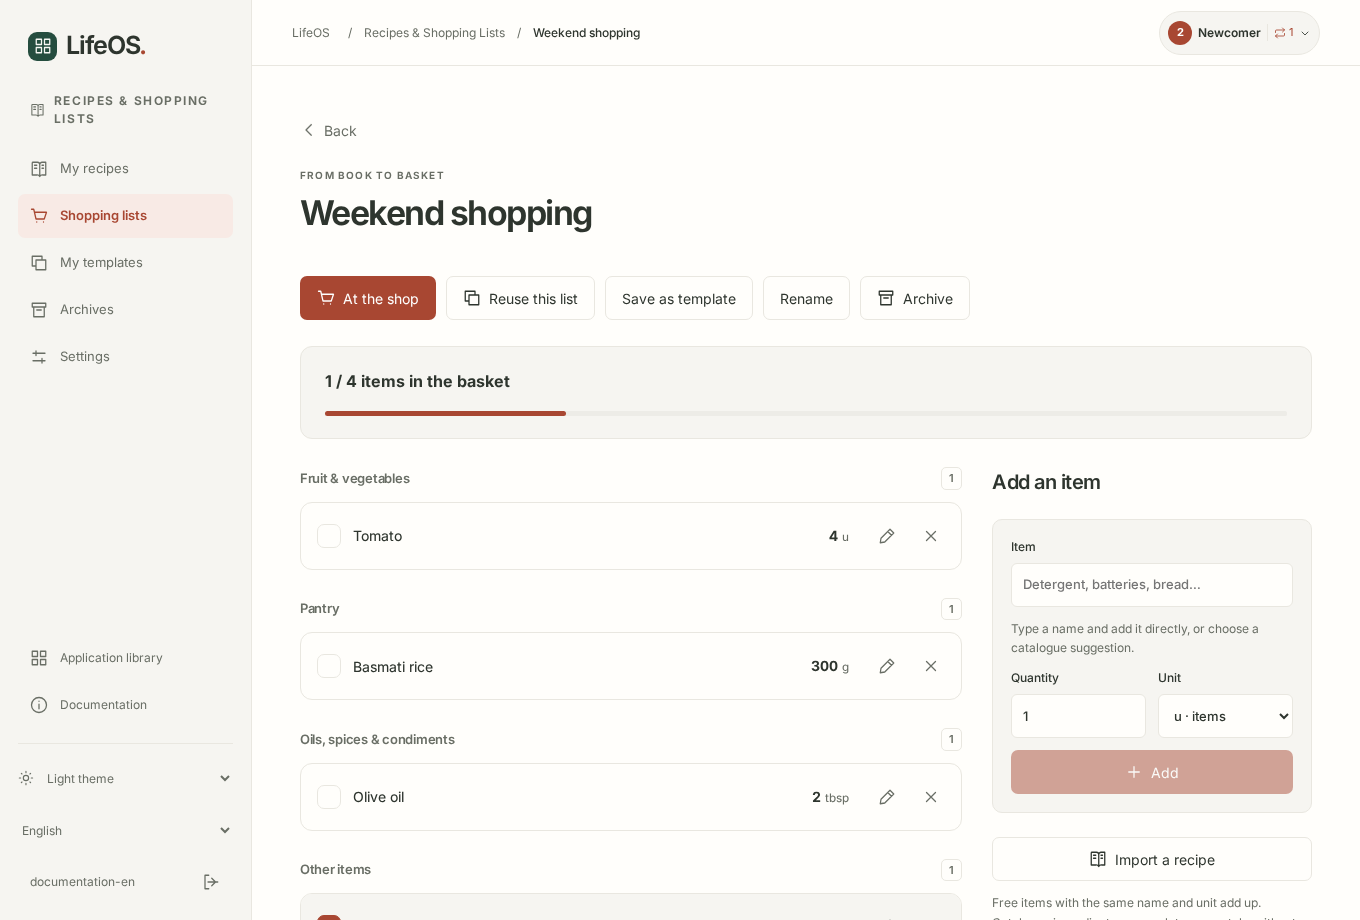 LifeOS.
RECIPES & SHOPPING
LISTS
My recipes
Shopping lists
My templates
Archives
Settings
Application library
Documentation
Light theme
English
documentation-en
LifeOS / Recipes & Shopping Lists / Weekend shopping
2 Newcomer 1
Back
FROM BOOK TO BASKET
Weekend shopping
At the shop
Reuse this list
Save as template
Rename
Archive
1 / 4 items in the basket
Fruit & vegetables 1
Tomato 4 u
Pantry 1
Basmati rice 300 g
Oils, spices & condiments 1
Olive oil 2 tbsp
Other items 1
Add an item
Item
Detergent, batteries, bread...
Type a name and add it directly, or choose a
catalogue suggestion.
Quantity Unit
1 u · items
Add
Import a recipe
Free items with the same name and unit add up.